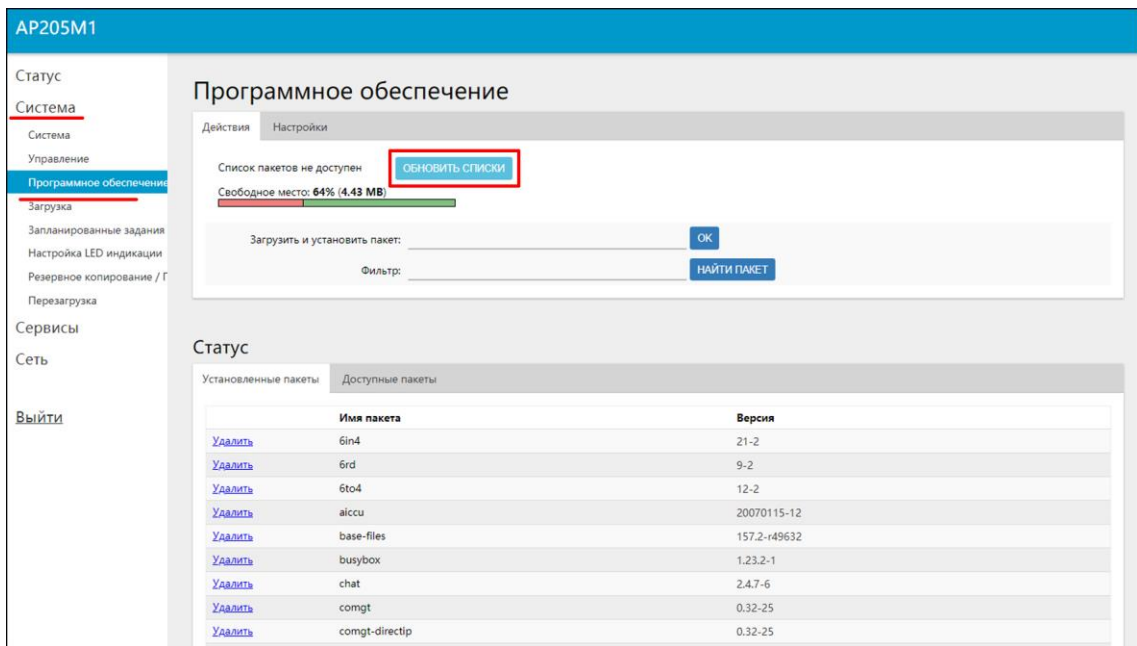 AP205M1
Статус
Система
Система
Управление
Программное обеспечение
Загрузка
Запланированные задания
Настройка LED индикации
Резервное копирование / П
Перезагрузка
Сервисы
Сеть
Выйти
Программное обеспечение
Действия Настройки
Список пакетов не доступен ОБНОВИТЬ СПИСКИ
Свободное место: 64% (4.43 MB)
Загрузить и установить пакет: OK
Фильтр: НАЙТИ ПАКЕТ
Статус
Установленные пакеты Доступные пакеты
Имя пакета Версия
Удалить 6in4 21-2
Удалить 6rd 9-2
Удалить 6to4 12-2
Удалить aiccu 20070115-12
Удалить base-files 157.2-r49632
Удалить busybox 1.23.2-1
Удалить chat 2.4.7-6
Удалить comgt 0.32-25
Удалить comgt-directip 0.32-25